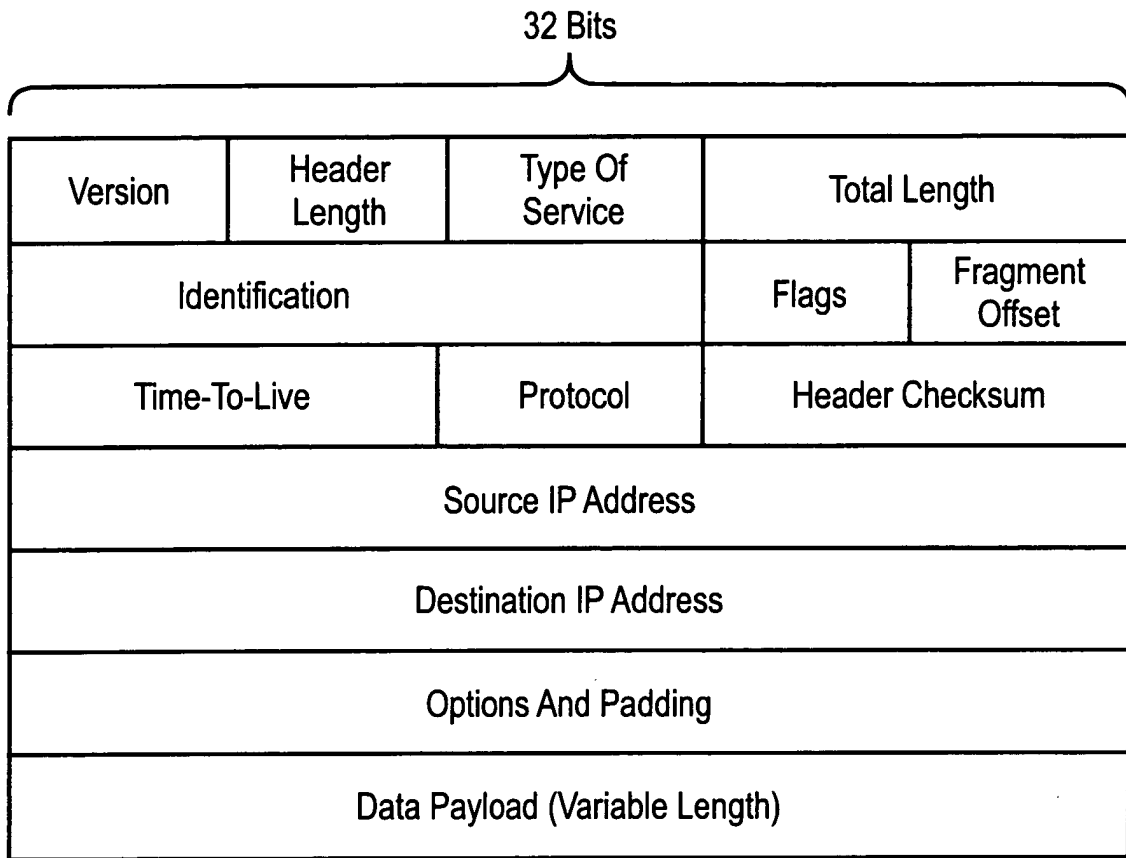 32 Bits
Version
Header
Length
Type Of
Service
Total Length
Identification
Flags
Fragment
Offset
Time-To-Live
Protocol
Header Checksum
Source IP Address
Destination IP Address
Options And Padding
Data Payload (Variable Length)